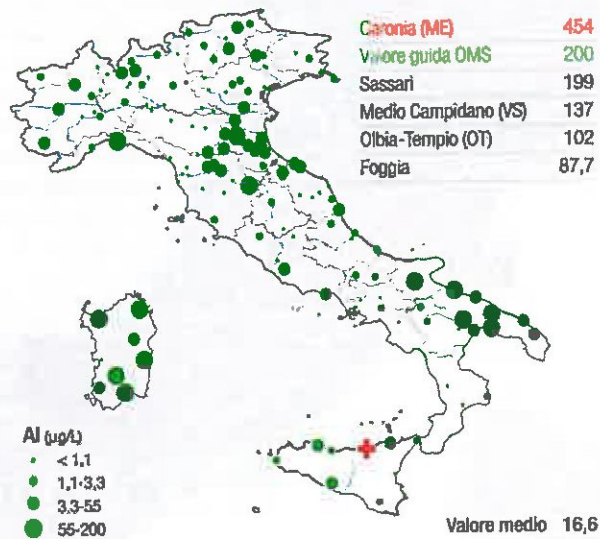 Caronia (ME) 454
Valore guida OMS 200
Sassari 199
Medio Campidano (VS) 137
Olbia-Tempio (OT) 102
Foggia 87,7
Al (µg/L)
< 1,1
1,1-3,3
3,3-55
55-200
Valore medio 16,6